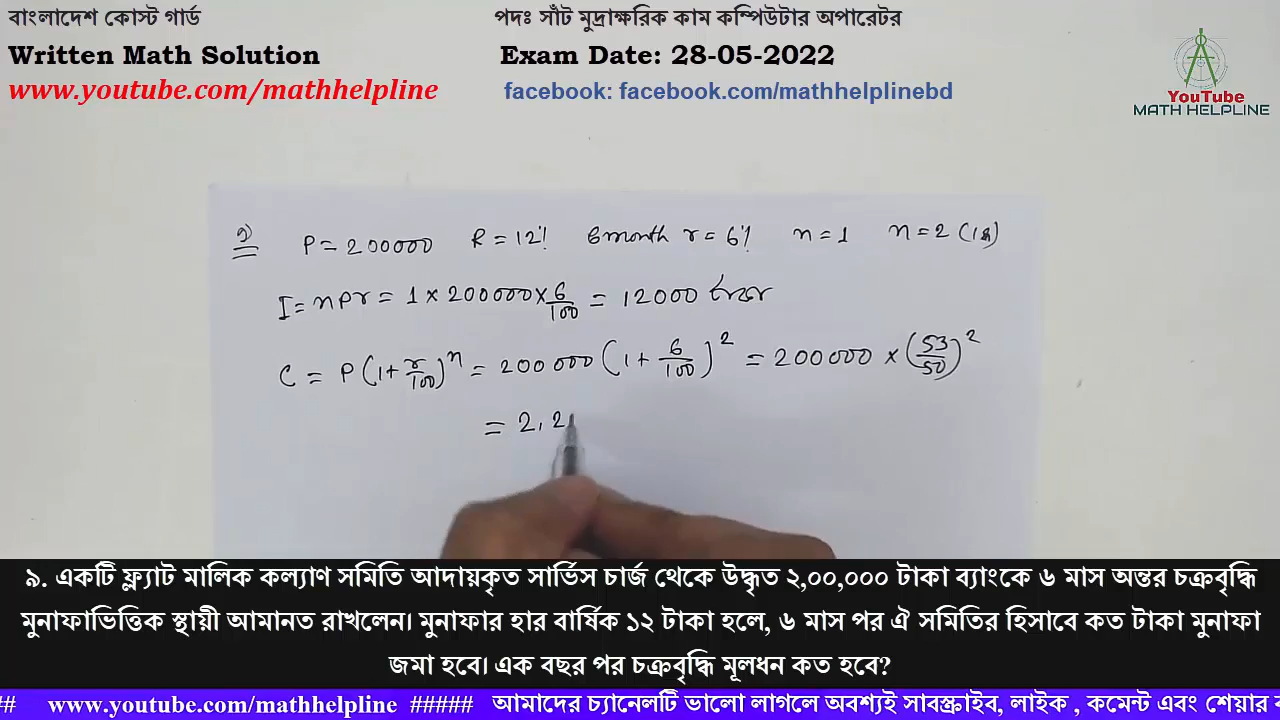 বাংলাদেশ কোস্ট গার্ড
পদঃ সাঁট মুদ্রাক্ষরিক কাম কম্পিউটার অপারেটর
Written Math Solution
Exam Date: 28-05-2022
www.youtube.com/mathhelpline
facebook: facebook.com/mathhelplinebd
YouTube
MATH HELPLINE
P = 200000 R = 12% 6 month r = 6% n = 1 n = 2
I = nPr = 1 × 200000 × 6/100 = 12000 টাকা
C = P(1 + r/100)^n = 200000 (1 + 6/100)^2 = 200000 × (53/50)^2
= 2,2
৯. একটি ফ্ল্যাট মালিক কল্যাণ সমিতি আদায়কৃত সার্ভিস চার্জ থেকে উদ্ধৃত ২,০০,০০০ টাকা ব্যাংকে ৬ মাস অন্তর চক্রবৃদ্ধি
মুনাফাভিত্তিক স্থায়ী আমানত রাখলেন। মুনাফার হার বার্ষিক ১২ টাকা হলে, ৬ মাস পর ঐ সমিতির হিসাবে কত টাকা মুনাফা
জমা হবে। এক বছর পর চক্রবৃদ্ধি মূলধন কত হবে?
## www.youtube.com/mathhelpline ##### আমাদের চ্যানেলটি ভালো লাগলে অবশ্যই সাবস্ক্রাইব, লাইক , কমেন্ট এবং শেয়ার